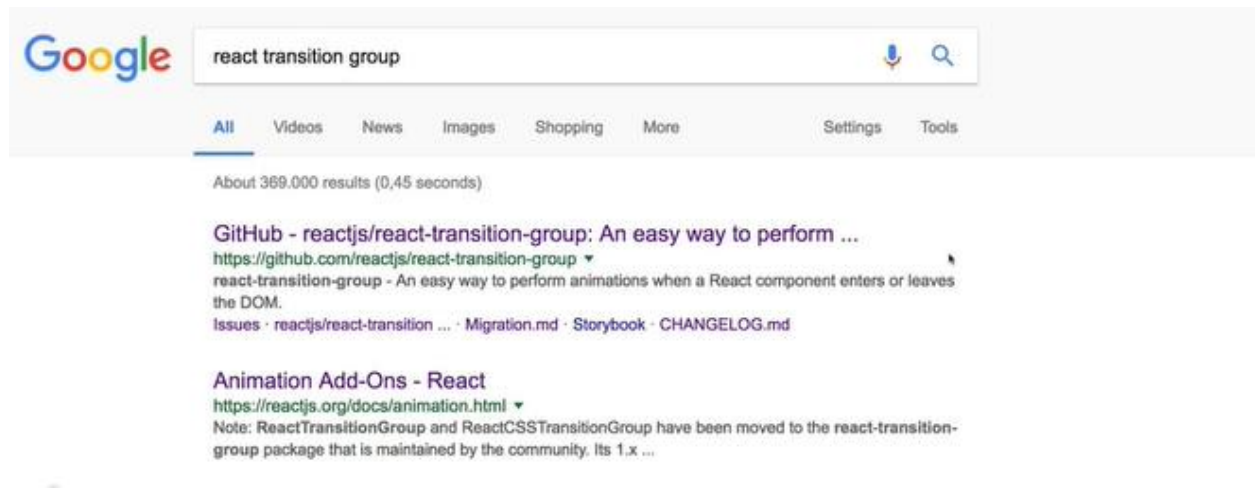 Google
react transition group
All Videos News Images Shopping More Settings Tools
About 369.000 results (0,45 seconds)
GitHub - reactjs/react-transition-group: An easy way to perform ...
https://github.com/reactjs/react-transition-group
react-transition-group - An easy way to perform animations when a React component enters or leaves
the DOM.
Issues · reactjs/react-transition ... · Migration.md · Storybook · CHANGELOG.md
Animation Add-Ons - React
https://reactjs.org/docs/animation.html
Note: ReactTransitionGroup and ReactCSSTransitionGroup have been moved to the react-transition-
group package that is maintained by the community. Its 1.x ...